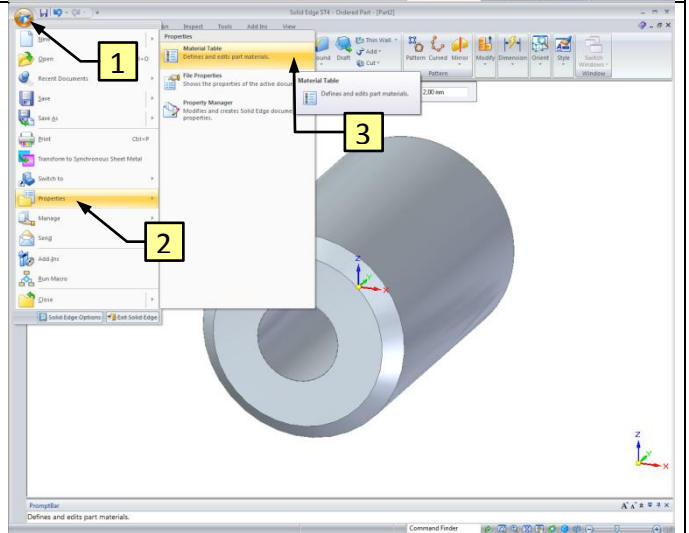 Solid Edge ST4 - Ordered Part - [Part2]
Inspect Tools Add Ins View
1
New
Open
Recent Documents
Save
Save As
Print Ctrl+P
Transform to Synchronous Sheet Metal
Switch to
Properties
Manage
Send
Add-Ins
Run Macro
Close
Solid Edge Options Exit Solid Edge
Properties
Material Table
Defines and edits part materials.
File Properties
Shows the properties of the active docum
Property Manager
Modifies and creates Solid Edge docume
properties.
Material Table
Defines and edits part materials.
3
2
Draft
Thin Wall
Add
Cut
Pattern Curved Mirror
Pattern
Modify Dimension Orient Style
Switch
Windows
Window
2,00 mm
Z
Y
X
Z
Y
X
PromptBar
Defines and edits part materials.
Command Finder